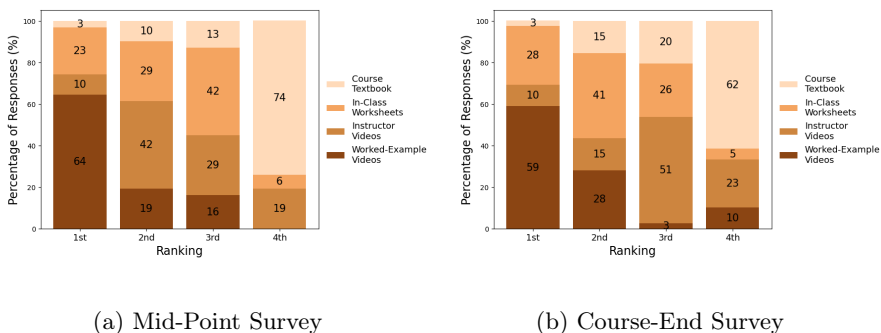 100
80
60
40
20
0
Percentage of Responses (%)
3
23
10
64
10
29
42
19
13
42
29
16
74
6
19
1st 2nd 3rd 4th
Ranking
Course
Textbook
In-Class
Worksheets
Instructor
Videos
Worked-Example
Videos
(a) Mid-Point Survey
100
80
60
40
20
0
Percentage of Responses (%)
3
28
10
59
15
41
15
28
20
26
51
3
62
5
23
10
1st 2nd 3rd 4th
Ranking
Course
Textbook
In-Class
Worksheets
Instructor
Videos
Worked-Example
Videos
(b) Course-End Survey